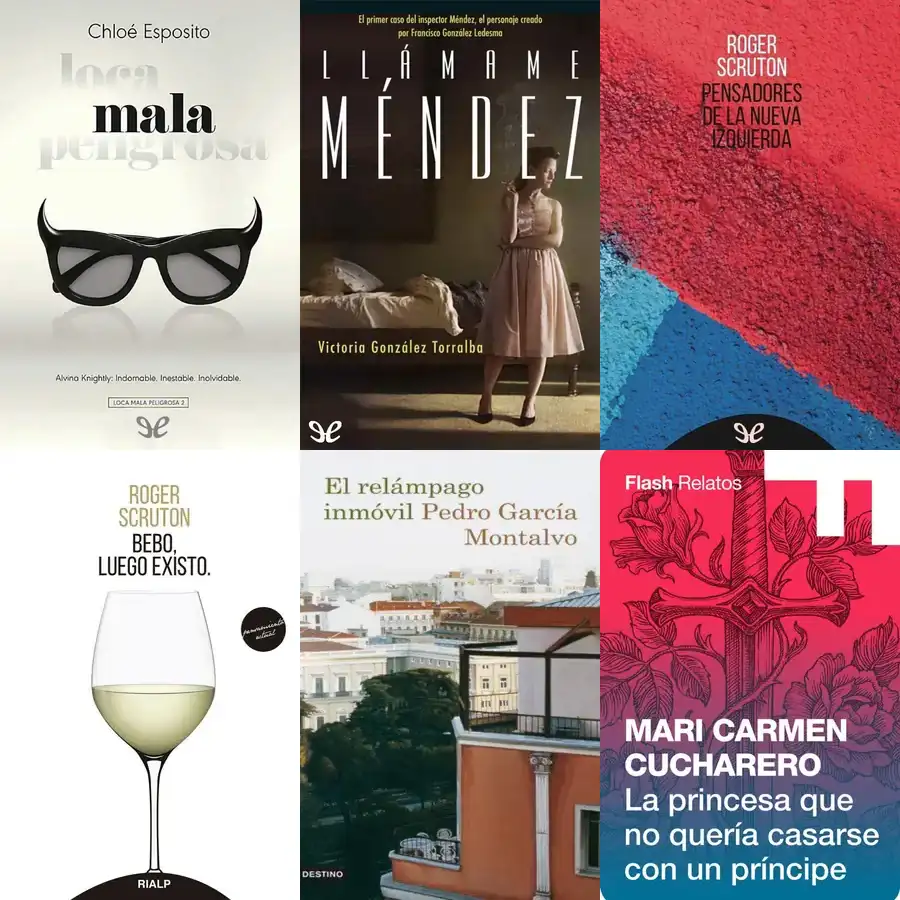 Chloé Esposito
loca
mala
peligrosa
Alvina Knightly: Indomable. Inestable. Inolvidable.
LOCA MALA PELIGROSA 2
El primer caso del inspector Méndez, el personaje creado
por Francisco González Ledesma
LLÁMAME
MÉNDEZ
Victoria González Torralba
ROGER
SCRUTON
PENSADORES
DE LA NUEVA
IZQUIERDA
ROGER
SCRUTON
BEBO,
LUEGO EXISTO.
pensamiento
actual
RIALP
El relámpago
inmóvil Pedro García
Montalvo
DESTINO
Flash Relatos
F
MARI CARMEN
CUCHARERO
La princesa que
no quería casarse
con un príncipe